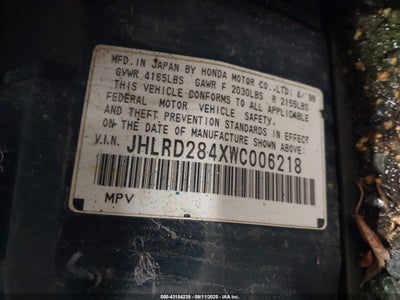 MFD. IN JAPAN BY HONDA MOTOR CO., LTD. 4/'98
GVWR 4165LBS GAWR F 2030LBS R 2155LBS
THIS VEHICLE CONFORMS TO ALL APPLICABLE
FEDERAL MOTOR VEHICLE SAFETY,
AND THEFT PREVENTION STANDARDS IN EFFECT
ON THE DATE OF MANUFACTURE SHOWN ABOVE.
V.I.N. JHLRD284XWC006218
MPV
000-43154238 - 09/11/2025 - IAA Inc.